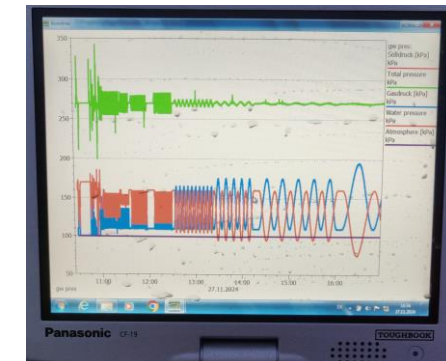 gw pres:
Solldruck [kPa]
kPa
Total pressure
kPa
Gasdruck [kPa]
kPa
Water pressure
kPa
Atmosphere [kPa]
kPa
350
300
250
200
150
100
50
11:00
12:00
13:00
14:00
15:00
16:00
gw pres
27.11.2024
Panasonic CF-19
TOUGHBOOK